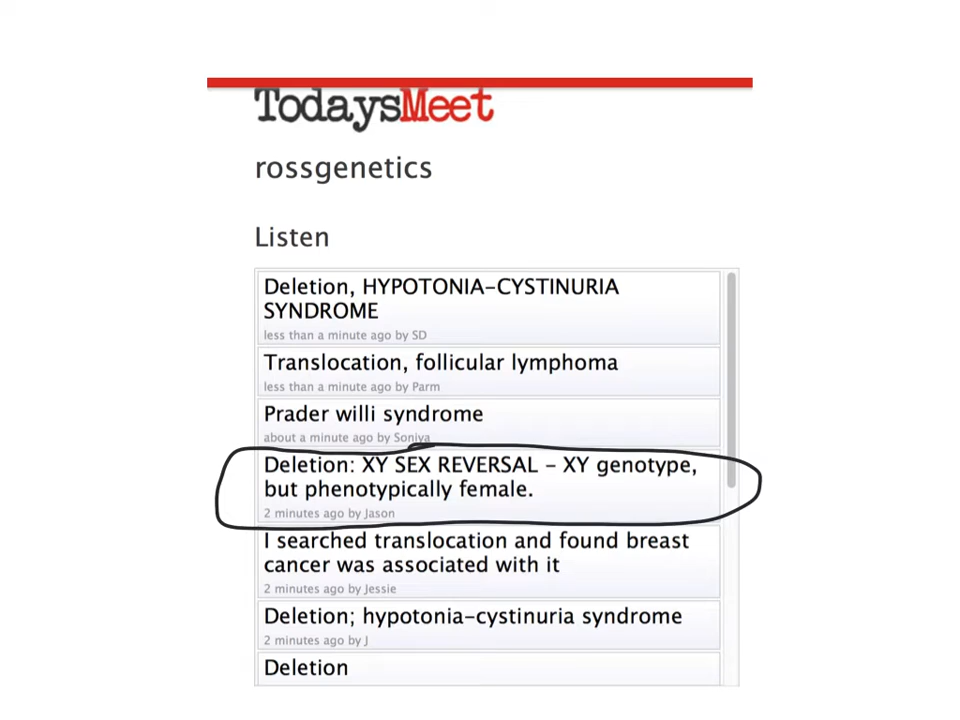 TodaysMeet
rossgenetics
Listen
Deletion, HYPOTONIA-CYSTINURIA
SYNDROME
less than a minute ago by SD
Translocation, follicular lymphoma
less than a minute ago by Parm
Prader willi syndrome
about a minute ago by Soniya
Deletion: XY SEX REVERSAL - XY genotype,
but phenotypically female.
2 minutes ago by Jason
I searched translocation and found breast
cancer was associated with it
2 minutes ago by Jessie
Deletion; hypotonia-cystinuria syndrome
2 minutes ago by J
Deletion